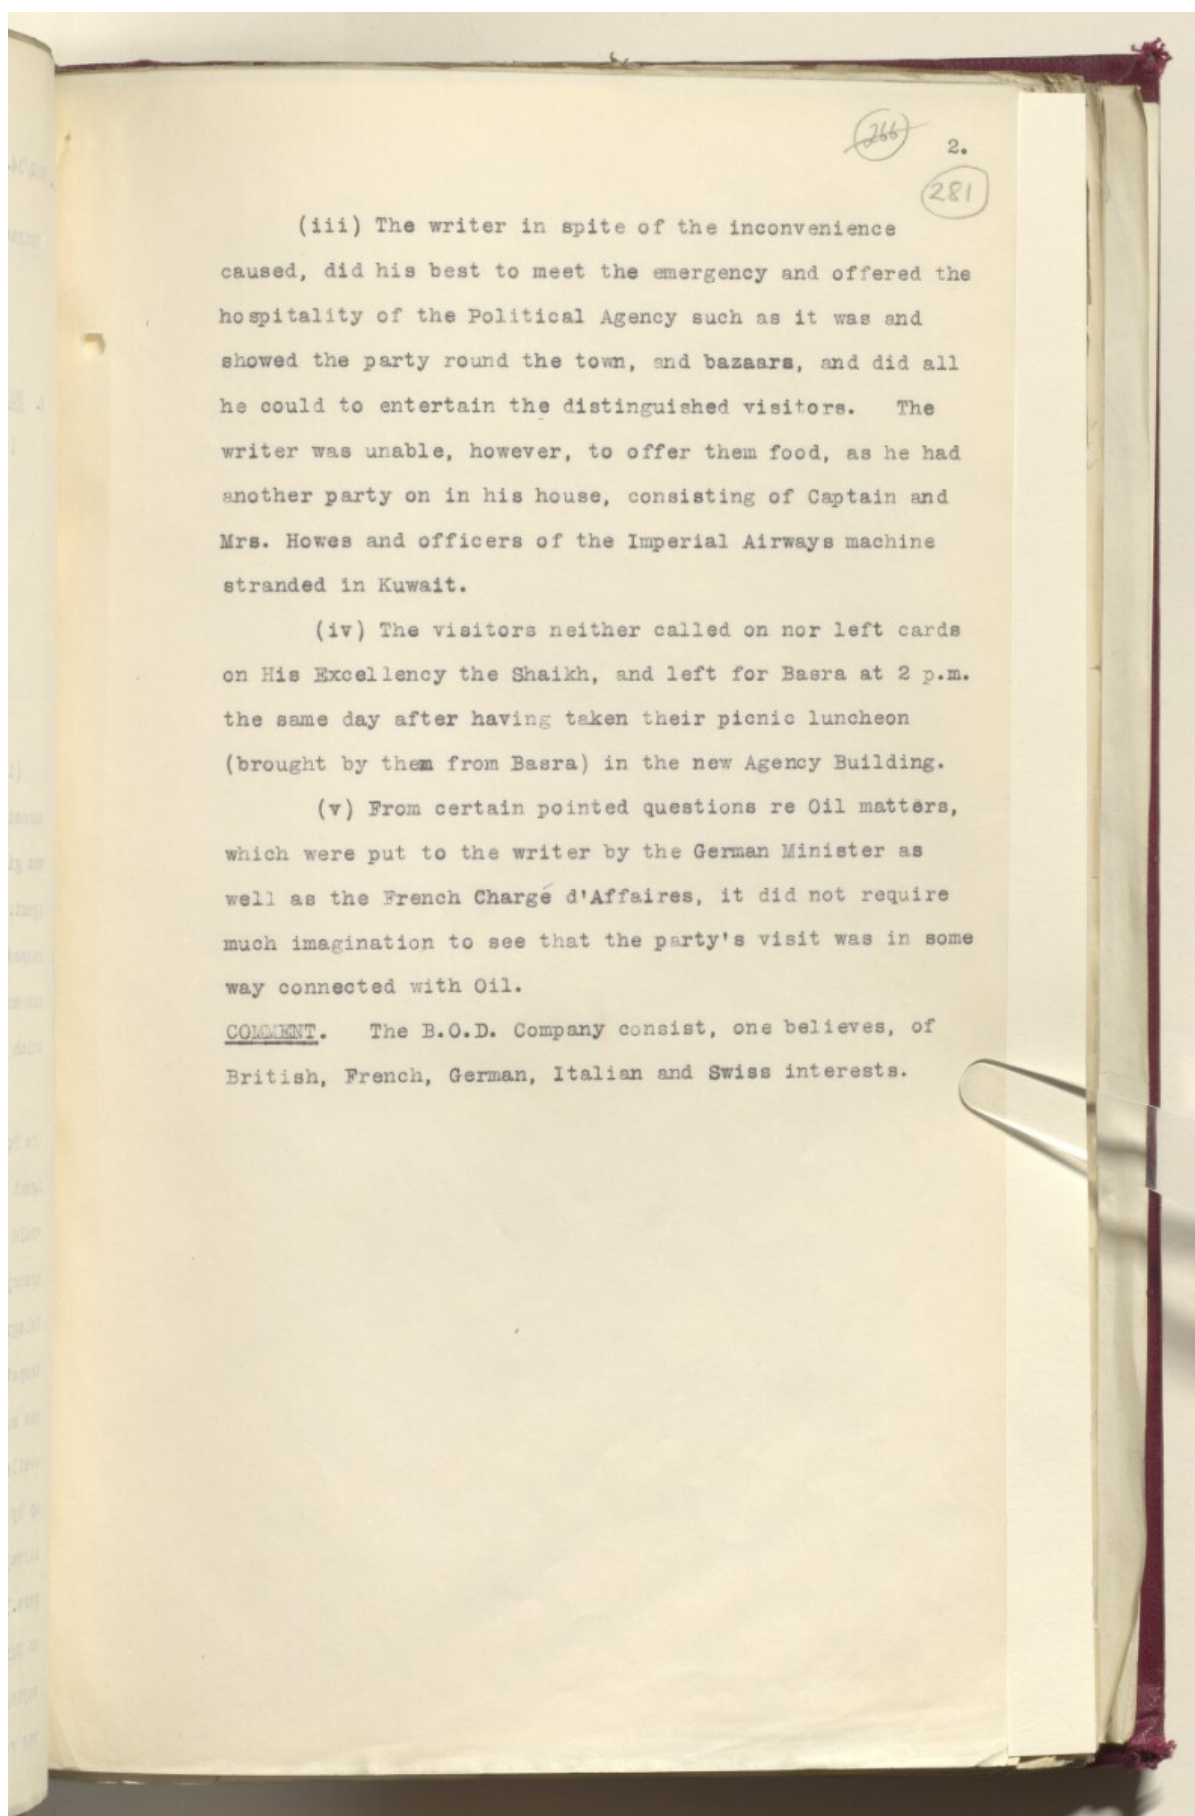 266
2.
281
(iii) The writer in spite of the inconvenience
caused, did his best to meet the emergency and offered the
hospitality of the Political Agency such as it was and
showed the party round the town, and bazaars, and did all
he could to entertain the distinguished visitors. The
writer was unable, however, to offer them food, as he had
another party on in his house, consisting of Captain and
Mrs. Howes and officers of the Imperial Airways machine
stranded in Kuwait.
(iv) The visitors neither called on nor left cards
on His Excellency the Shaikh, and left for Basra at 2 p.m.
the same day after having taken their picnic luncheon
(brought by them from Basra) in the new Agency Building.
(v) From certain pointed questions re Oil matters,
which were put to the writer by the German Minister as
well as the French Chargé d'Affaires, it did not require
much imagination to see that the party's visit was in some
way connected with Oil.
COMMENT. The B.O.D. Company consist, one believes, of
British, French, German, Italian and Swiss interests.